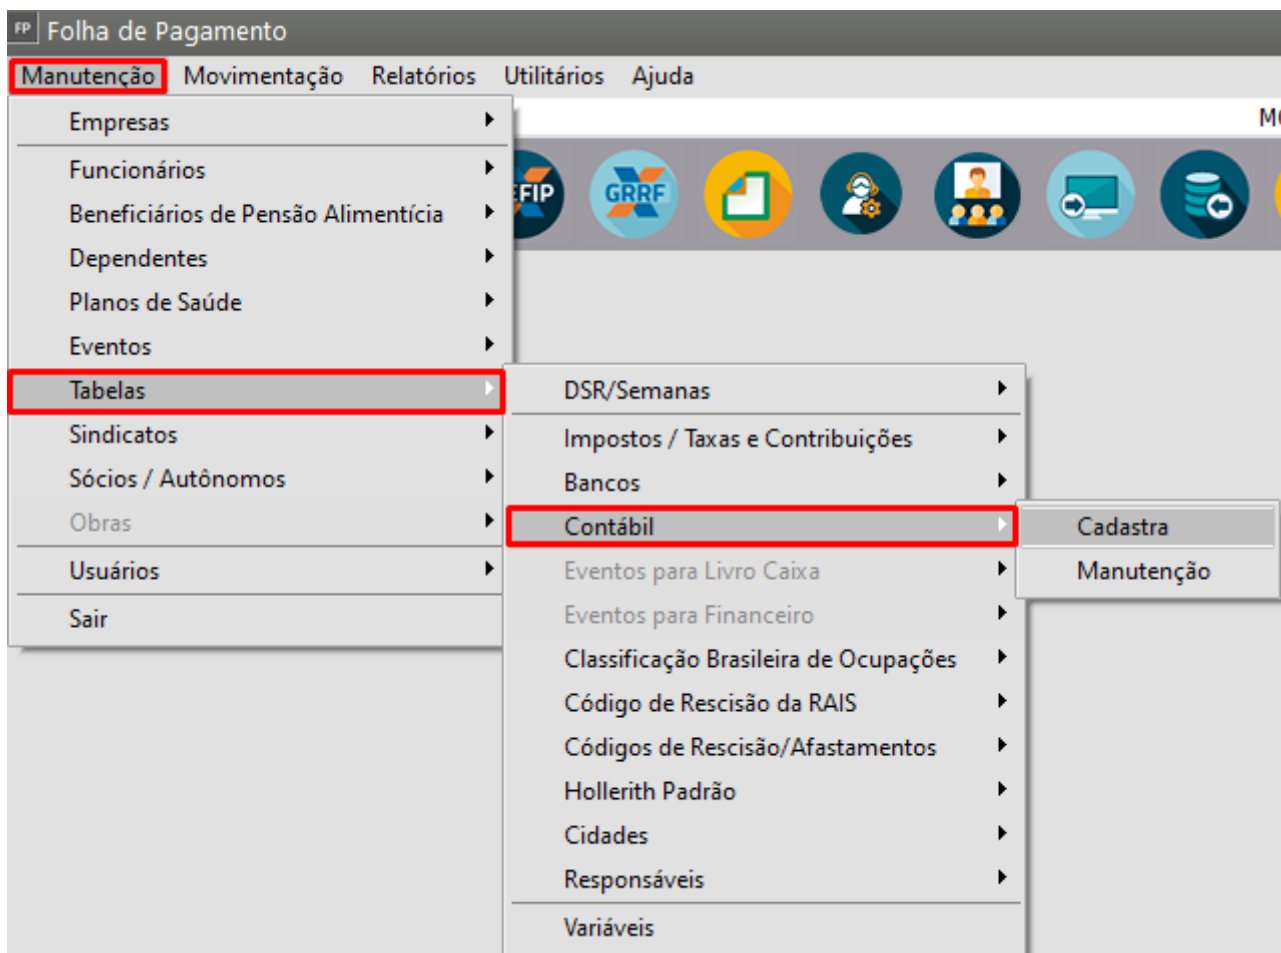 FP Folha de Pagamento
Manutenção Movimentação Relatórios Utilitários Ajuda
Empresas
Funcionários
GRRF
Beneficiários de Pensão Alimentícia
Dependentes
Planos de Saúde
Eventos
Tabelas
Sindicatos
Sócios / Autônomos
Obras
Usuários
Sair
DSR/Semanas
Impostos / Taxas e Contribuições
Bancos
Contábil
Eventos para Livro Caixa
Eventos para Financeiro
Classificação Brasileira de Ocupações
Código de Rescisão da RAIS
Códigos de Rescisão/Afastamentos
Hollerith Padrão
Cidades
Responsáveis
Variáveis
Cadastra
Manutenção